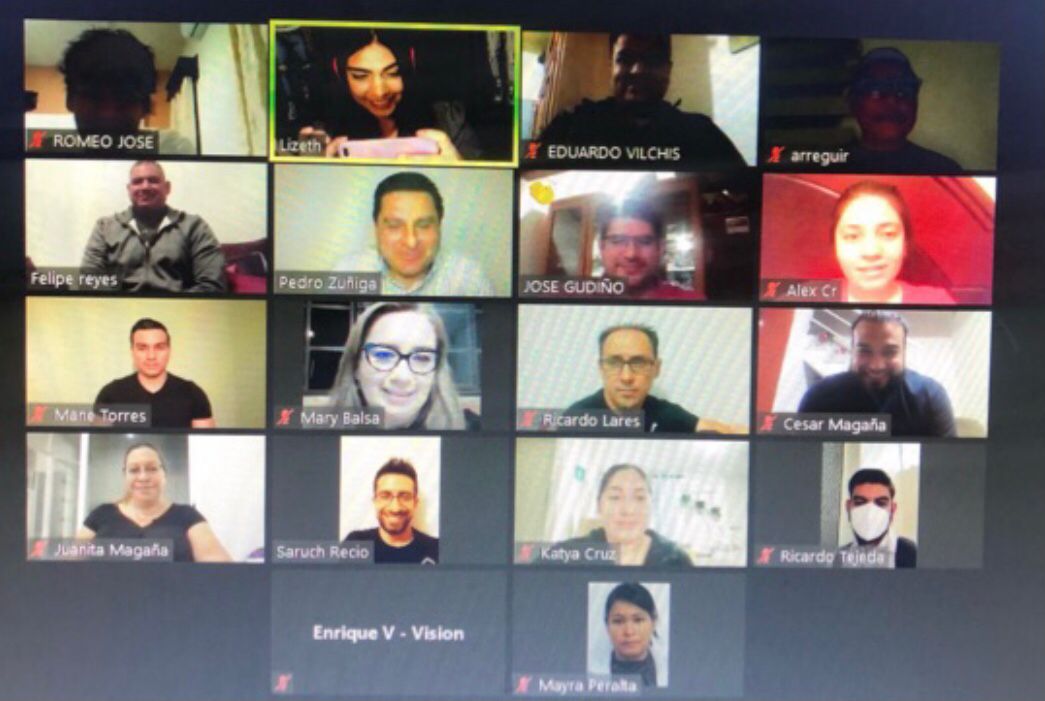 ROMEO JOSE
Lizeth
EDUARDO VILCHIS
arreguir
Felipe reyes
Pedro Zuñiga
JOSE GUDIÑO
Alex Cr
Mane Torres
Mary Balsa
Ricardo Lares
Cesar Magaña
Juanita Magaña
Saruch Recio
Katya Cruz
Ricardo Tejeda
Enrique V - Vision
Mayra Peralta